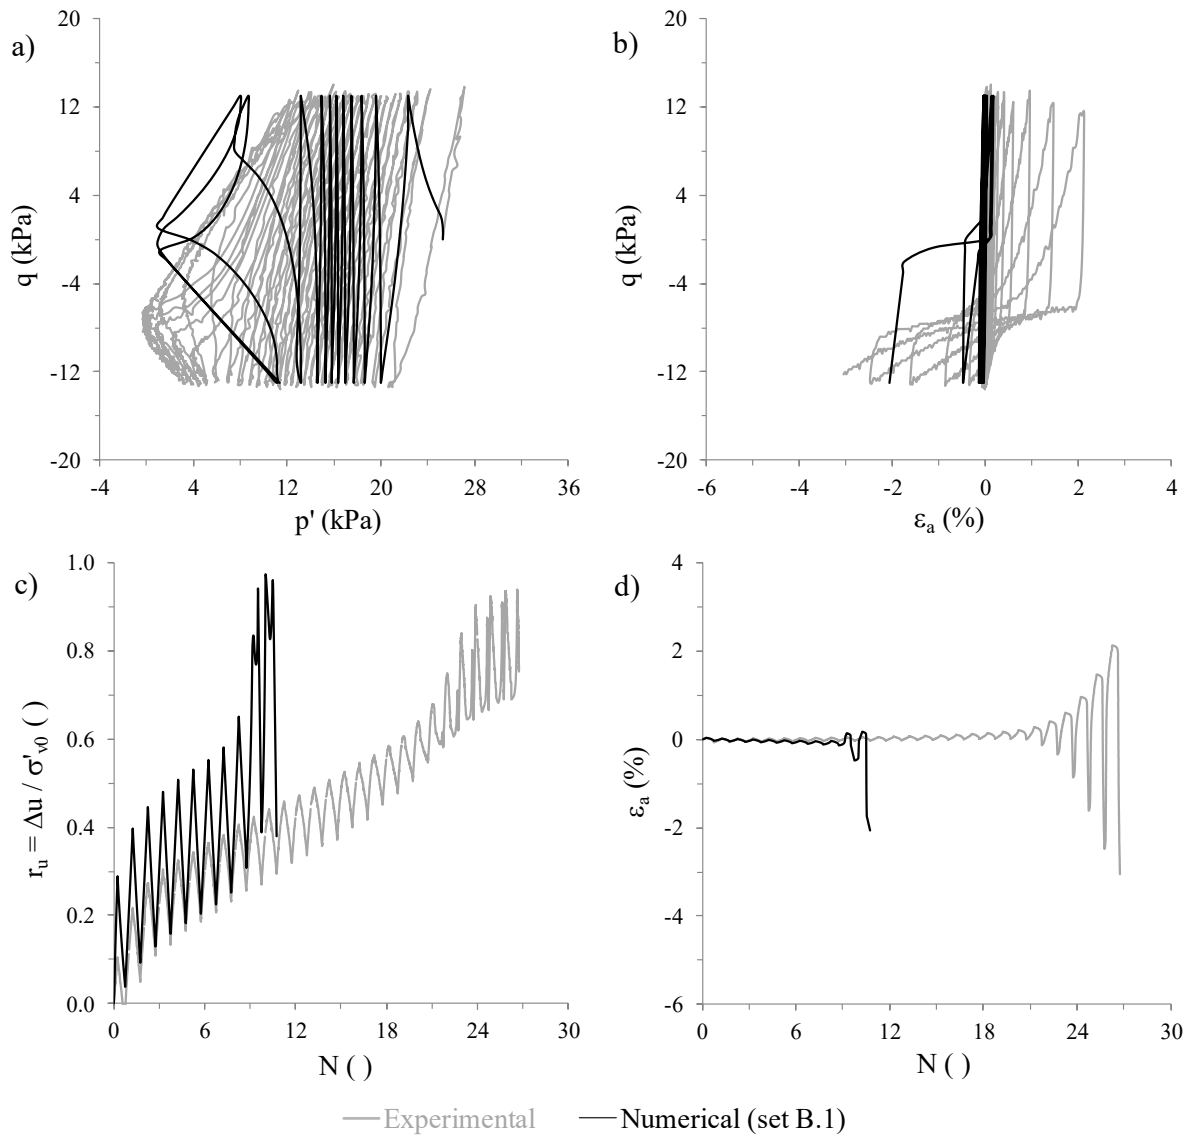 a)
20
12
4
-4
-12
-20
q (kPa)
-4 4 12 20 28 36
p' (kPa)
b)
20
12
4
-4
-12
-20
q (kPa)
-6 -4 -2 0 2 4
εa (%)
c)
1.0
0.8
0.6
0.4
0.2
0.0
ru = Δu / σ'v0 ( )
0 6 12 18 24 30
N ( )
d)
4
2
0
-2
-4
-6
εa (%)
0 6 12 18 24 30
N ( )
Experimental Numerical (set B.1)